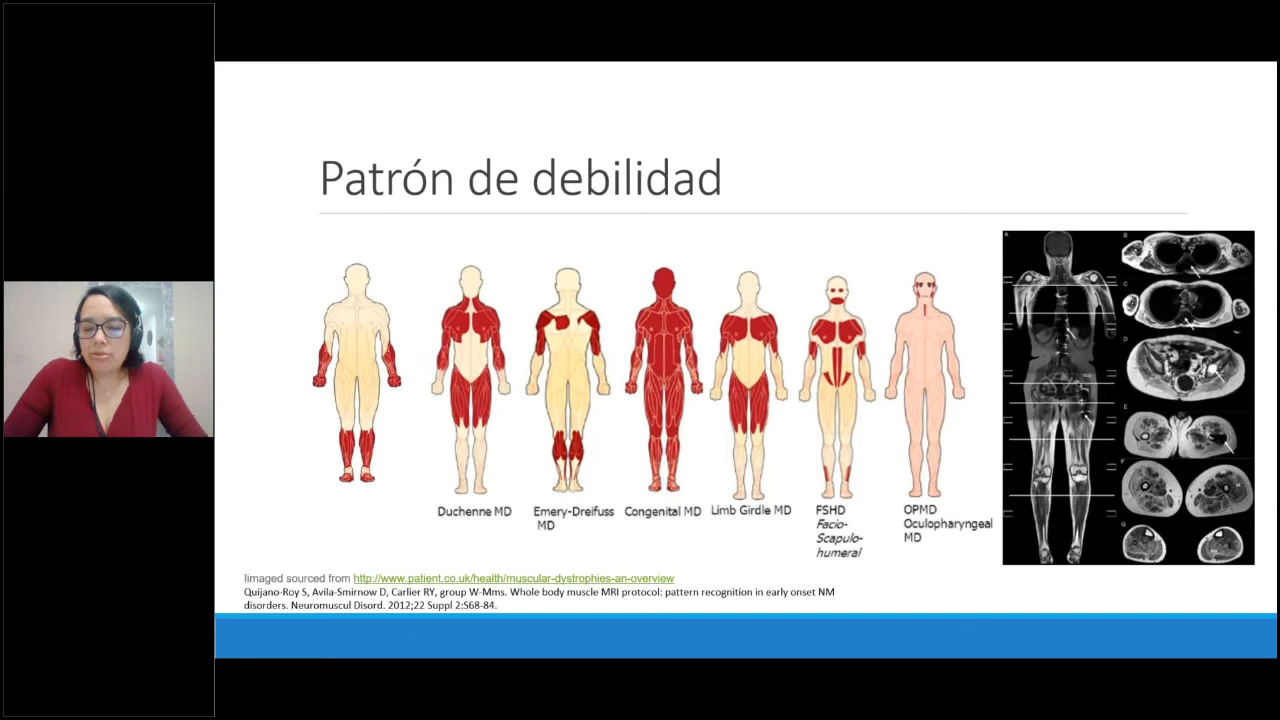 Patrón de debilidad
Duchenne MD
Emery-Dreifuss
MD
Congenital MD
Limb Girdle MD
FSHD
Facio-
Scapulo-
humeral
OPMD
Oculopharyngeal
MD
A
B
C
D
E
F
G
Iimaged sourced from http://www.patient.co.uk/health/muscular-dystrophies-an-overview
Quijano-Roy S, Avila-Smirnow D, Carlier RY, group W-Mms. Whole body muscle MRI protocol: pattern recognition in early onset NM
disorders. Neuromuscul Disord. 2012;22 Suppl 2:S68-84.